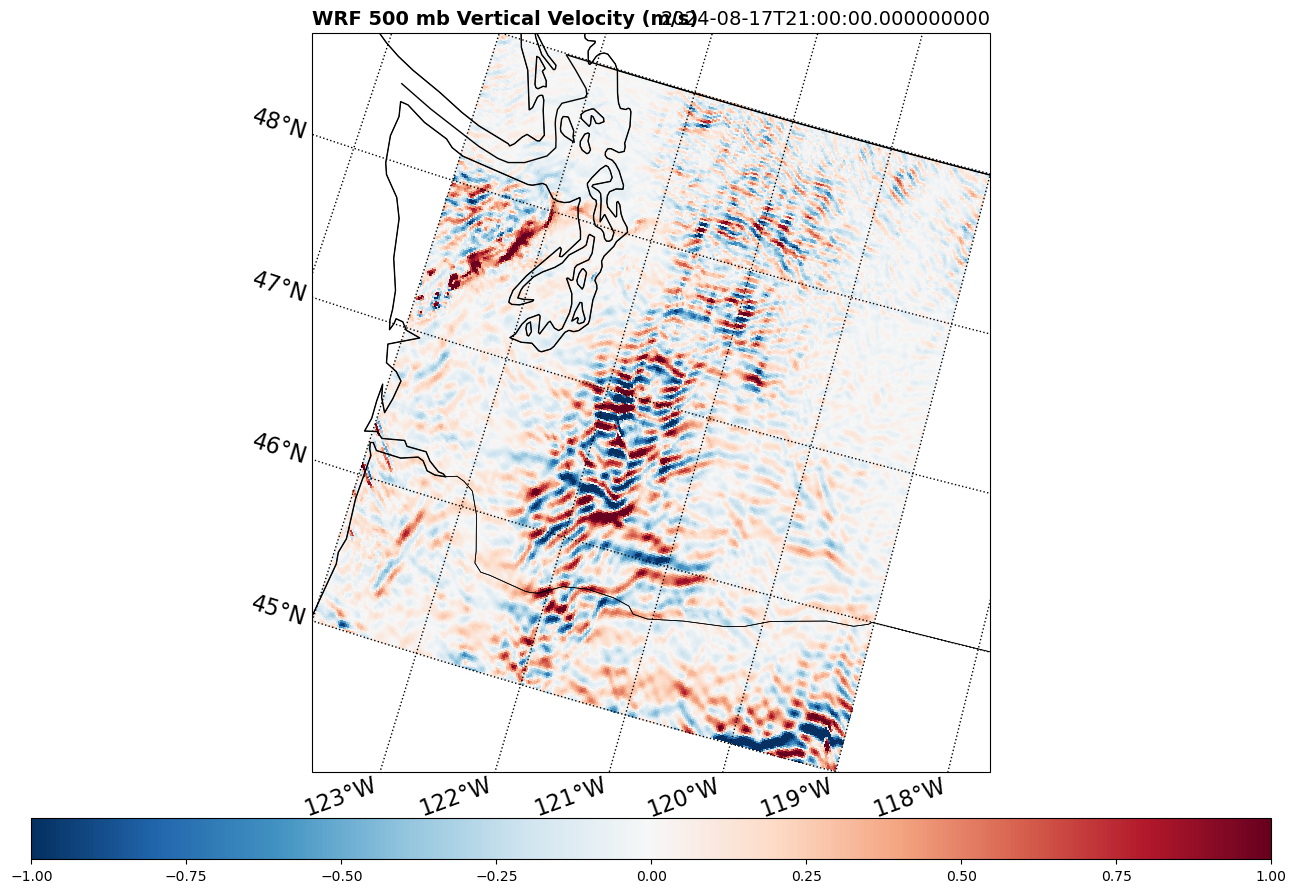 WRF 500 mb Vertical Velocity (m/s) 2024-08-17T21:00:00.000000000
48°N
47°N
46°N
45°N
123°W 122°W 121°W 120°W 119°W 118°W
−1.00 −0.75 −0.50 −0.25 0.00 0.25 0.50 0.75 1.00